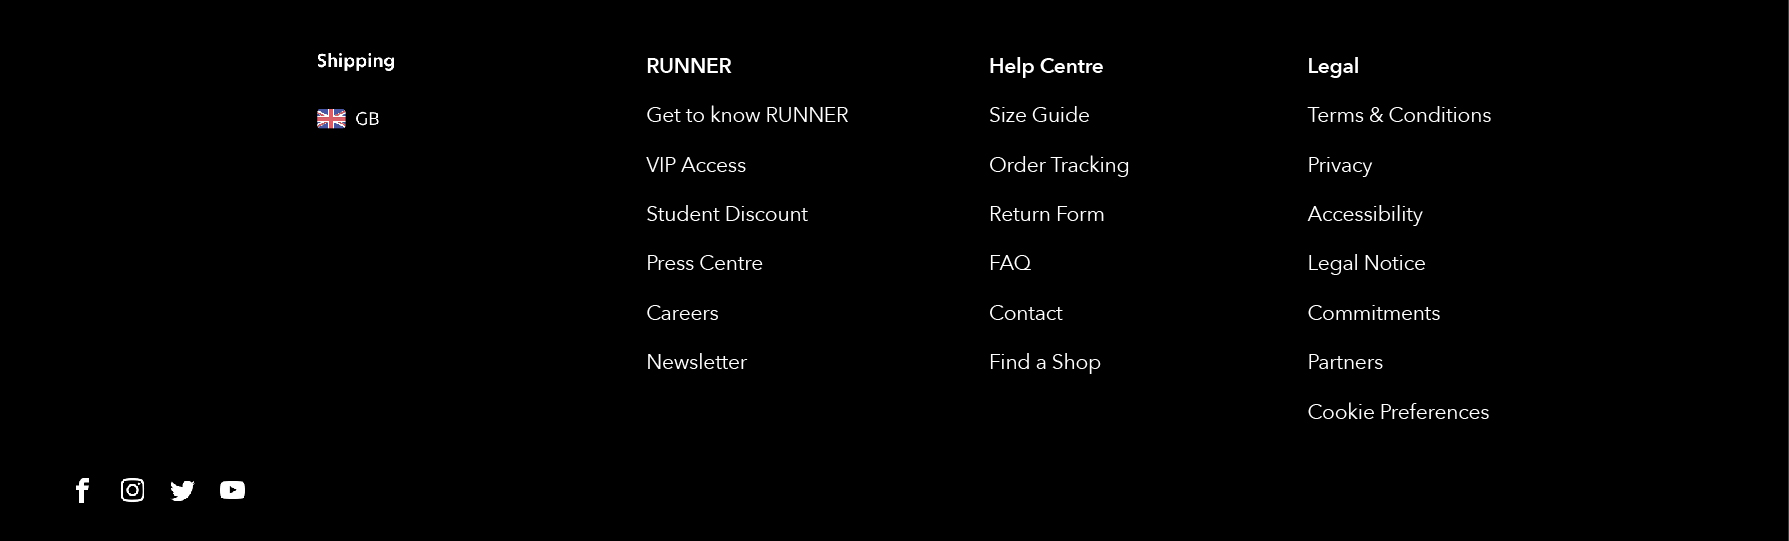 Shipping
GB
RUNNER
Get to know RUNNER
VIP Access
Student Discount
Press Centre
Careers
Newsletter
Help Centre
Size Guide
Order Tracking
Return Form
FAQ
Contact
Find a Shop
Legal
Terms & Conditions
Privacy
Accessibility
Legal Notice
Commitments
Partners
Cookie Preferences